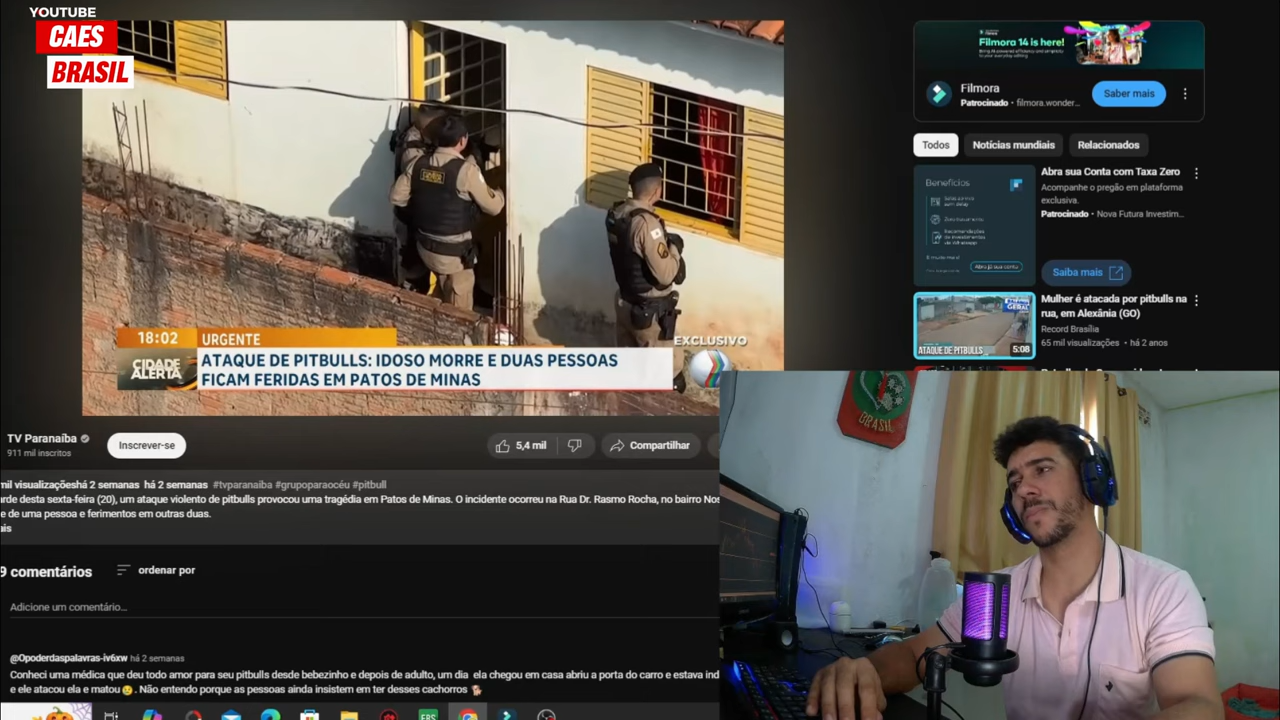 YOUTUBE
CAES
BRASIL
18:02
URGENTE
CIDADE
ALERTA
ATAQUE DE PITBULLS: IDOSO MORRE E DUAS PESSOAS
FICAM FERIDAS EM PATOS DE MINAS
EXCLUSIVO
TV Paranaíba
911 mil inscritos
Inscrever-se
5,4 mil
Compartilhar
mil visualizaçõeshá 2 semanas há 2 semanas #tvparanaiba #grupoparaocéu #pitbull
arde desta sexta-feira (20), um ataque violento de pitbulls provocou uma tragédia em Patos de Minas. O incidente ocorreu na Rua Dr. Rasmo Rocha, no bairro Nos
e de uma pessoa e ferimentos em outras duas.
ais
9 comentários
ordenar por
Adicione um comentário...
@Opoderdaspalavras-iv6xw há 2 semanas
Conheci uma médica que deu todo amor para seu pitbulls desde bebezinho e depois de adulto, um dia ela chegou em casa abriu a porta do carro e estava ind
e ele atacou ela e matou 😢. Não entendo porque as pessoas ainda insistem em ter desses cachorros 🐕
Filmora 14 is here!
Filmora
Patrocinado • filmora.wonder...
Saber mais
Todos
Notícias mundiais
Relacionados
Benefícios
Abra já sua conta
Abra sua Conta com Taxa Zero
Acompanhe o pregão em plataforma
exclusiva.
Patrocinado • Nova Futura Investim...
Saiba mais
ATAQUE DE PITBULLS
5:08
Mulher é atacada por pitbulls na
rua, em Alexânia (GO)
Record Brasília
65 mil visualizações • há 2 anos
BRASIL